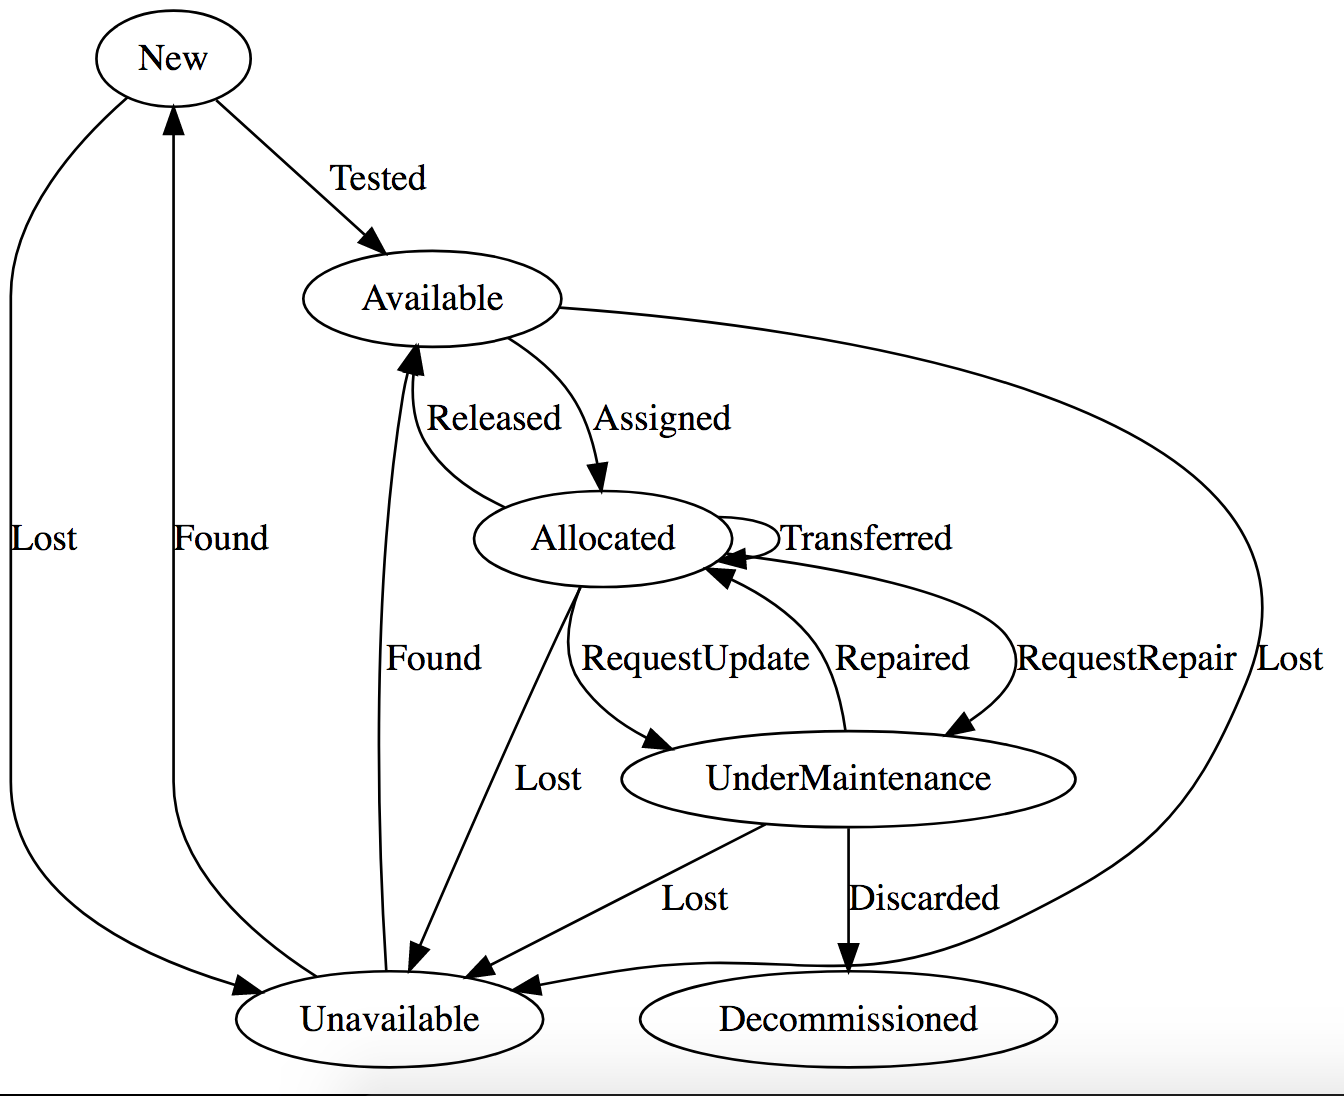 New
Tested
Available
Released
Assigned
Lost
Found
Allocated
Transferred
Found
RequestUpdate
Repaired
RequestRepair
Lost
Lost
UnderMaintenance
Lost
Discarded
Unavailable
Decommissioned